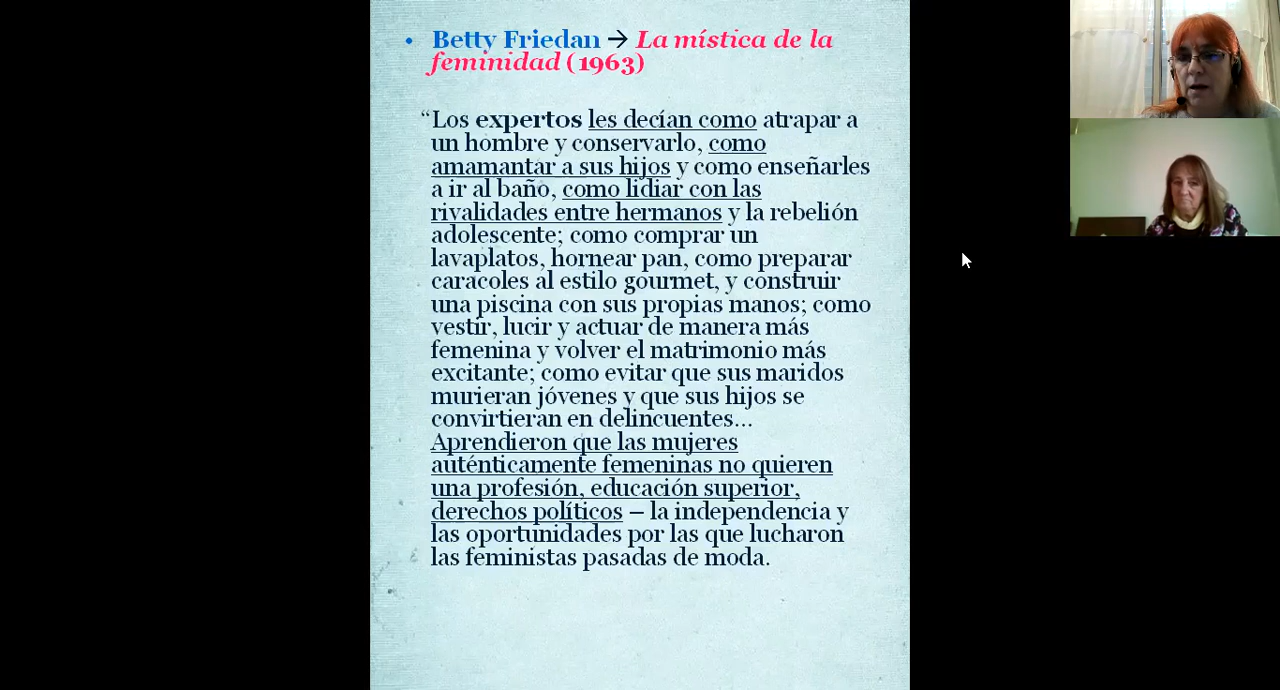 • Betty Friedan → La mística de la
feminidad (1963)
“Los expertos les decían como atrapar a
un hombre y conservarlo, como
amamantar a sus hijos y como enseñarles
a ir al baño, como lidiar con las
rivalidades entre hermanos y la rebelión
adolescente; como comprar un
lavaplatos, hornear pan, como preparar
caracoles al estilo gourmet, y construir
una piscina con sus propias manos; como
vestir, lucir y actuar de manera más
femenina y volver el matrimonio más
excitante; como evitar que sus maridos
murieran jóvenes y que sus hijos se
convirtieran en delincuentes…
Aprendieron que las mujeres
auténticamente femeninas no quieren
una profesión, educación superior,
derechos políticos – la independencia y
las oportunidades por las que lucharon
las feministas pasadas de moda.